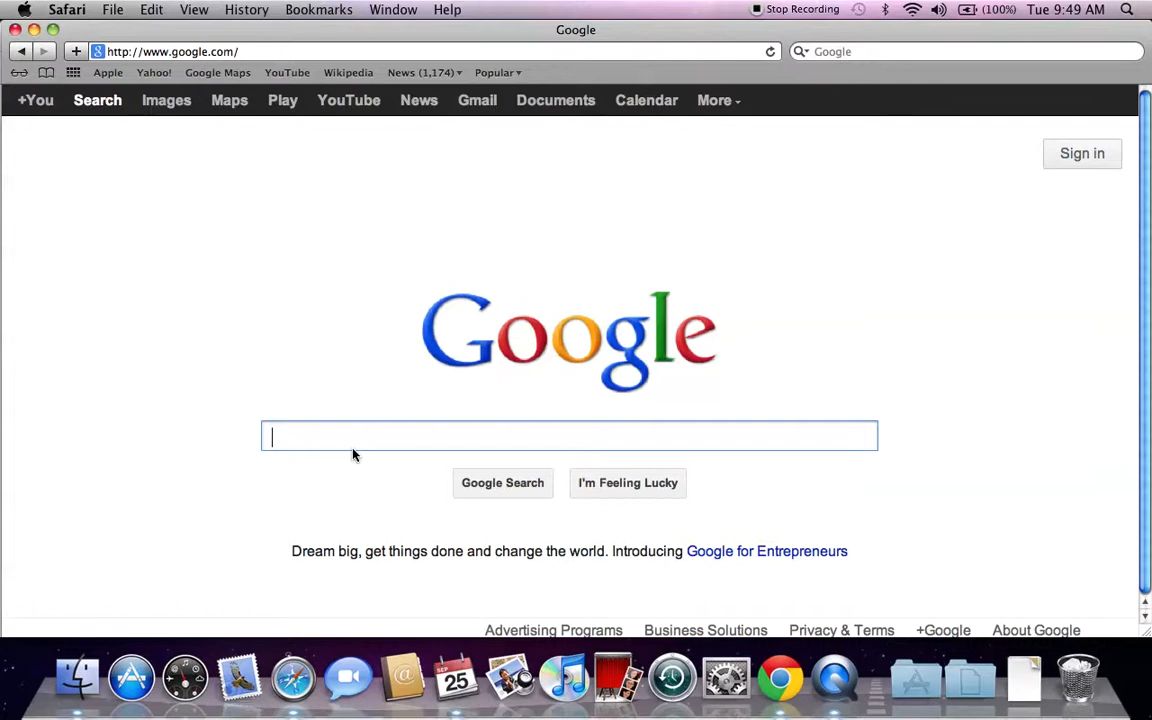 Safari File Edit View History Bookmarks Window Help Stop Recording (100%) Tue 9:49 AM
Google
http://www.google.com/ Google
Apple Yahoo! Google Maps YouTube Wikipedia News (1,174) Popular
+You Search Images Maps Play YouTube News Gmail Documents Calendar More
Sign in
Google
Google Search I'm Feeling Lucky
Dream big, get things done and change the world. Introducing Google for Entrepreneurs
Advertising Programs Business Solutions Privacy & Terms +Google About Google
SEP
25